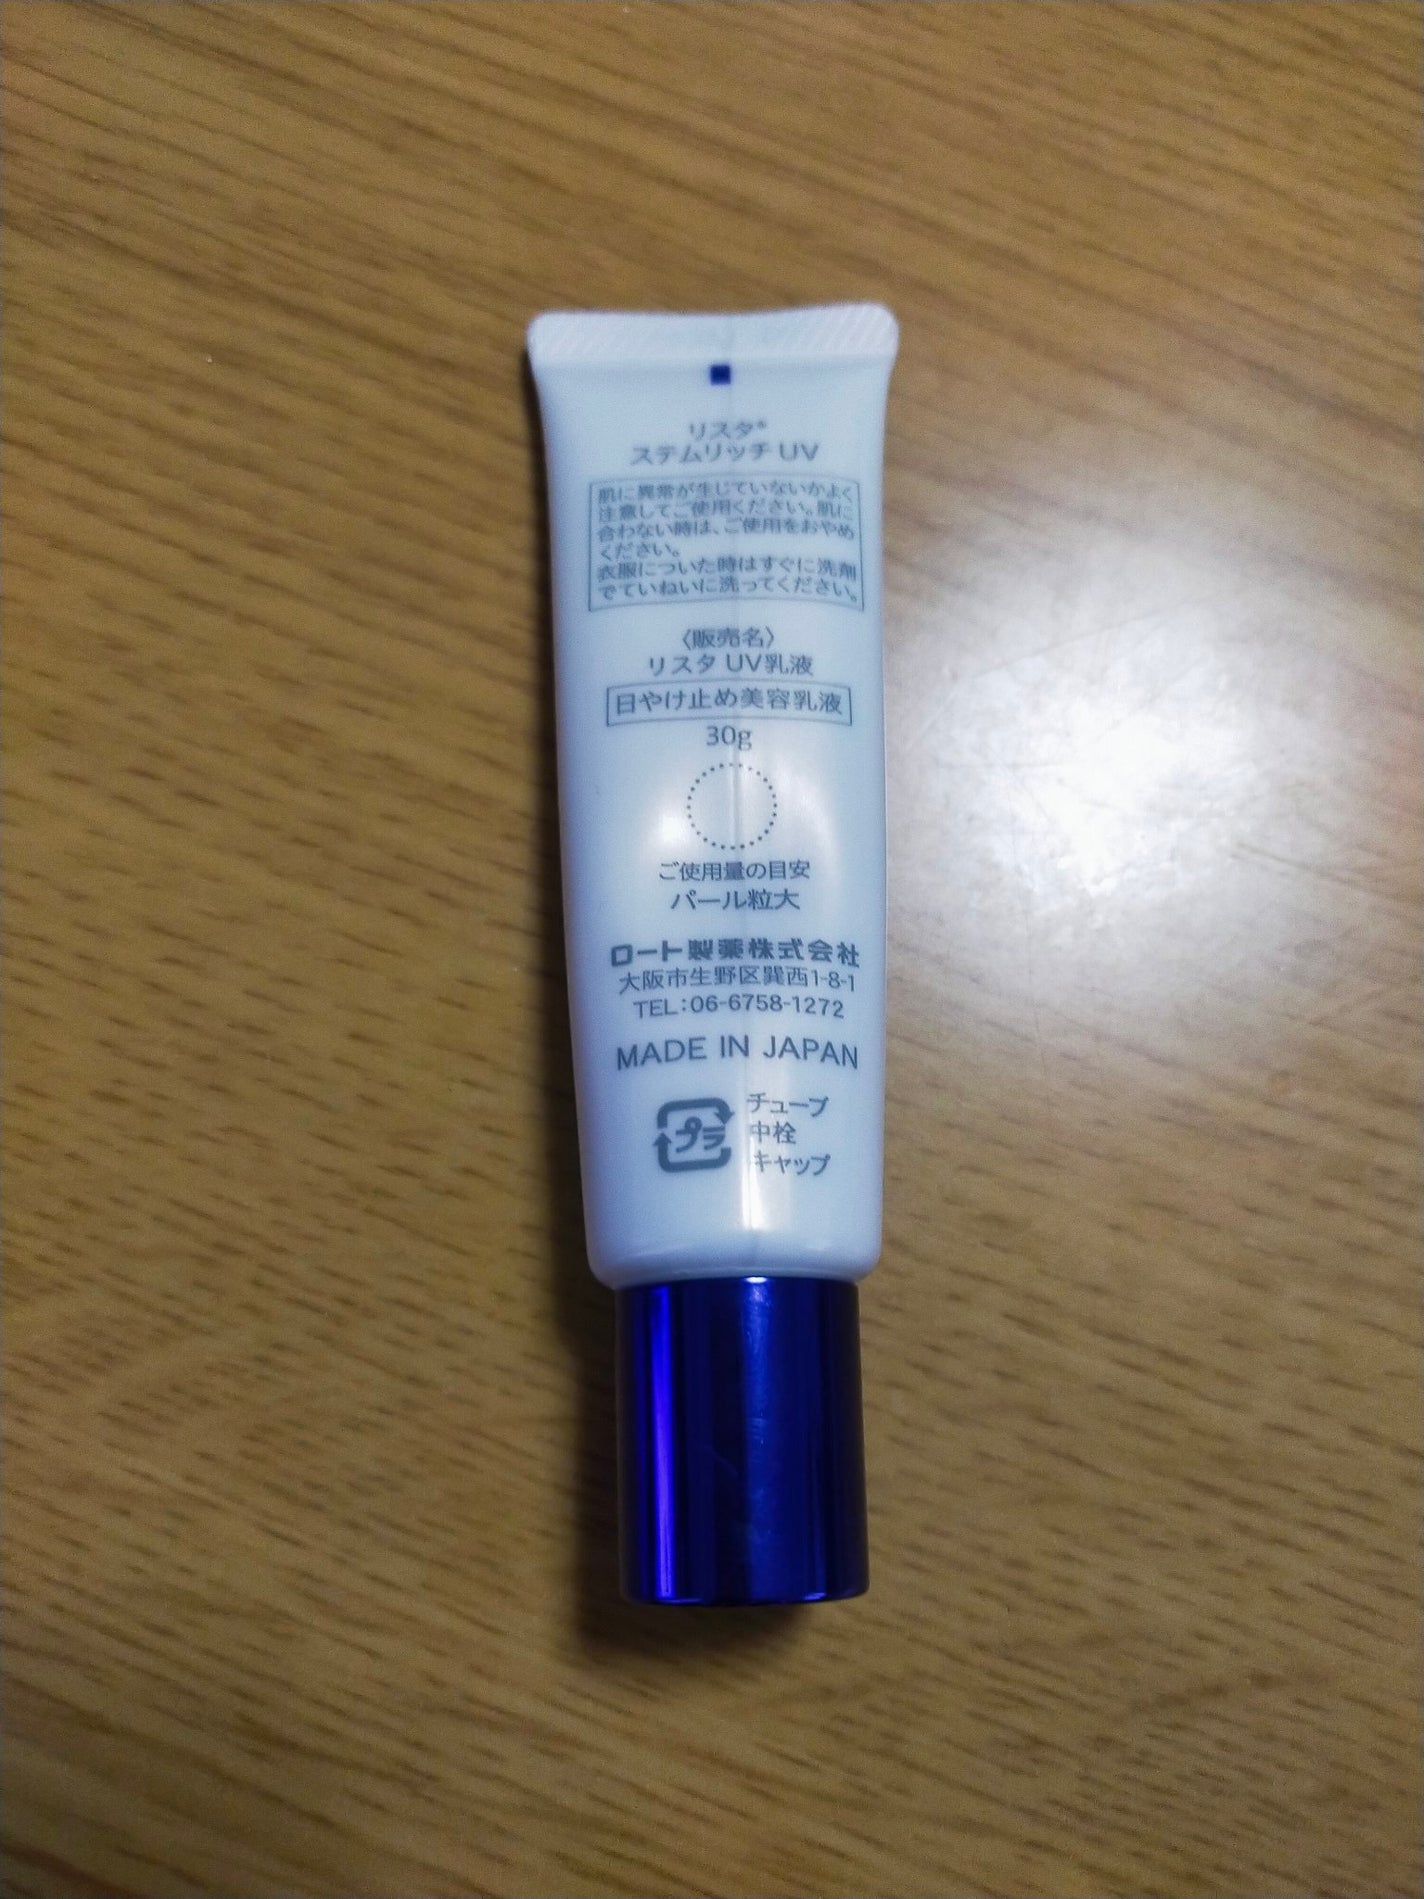 リスタ®
ステムリッチ UV
肌に異常が生じていないかよく
注意してご使用ください。肌に
合わない時は、ご使用をおやめ
ください。
衣服についた時はすぐに洗剤
でていねいに洗ってください。
〈販売名〉
リスタ UV乳液
日やけ止め美容乳液
30g
ご使用量の目安
パール粒大
ロート製薬株式会社
大阪市生野区巽西1-8-1
TEL:06-6758-1272
MADE IN JAPAN
プラ
チューブ
中栓
キャップ